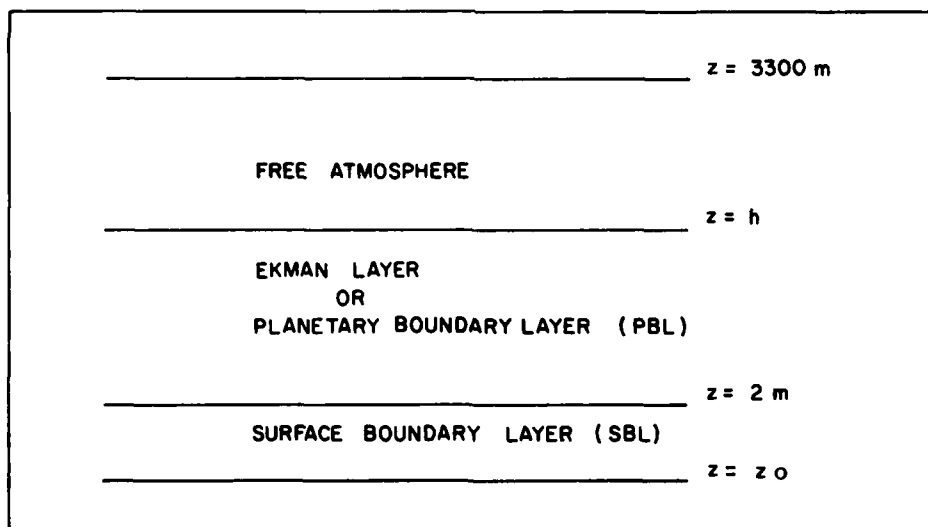 z = 3300 m
FREE ATMOSPHERE
z = h
EKMAN LAYER
OR
PLANETARY BOUNDARY LAYER (PBL)
z = 2 m
SURFACE BOUNDARY LAYER (SBL)
z = zo